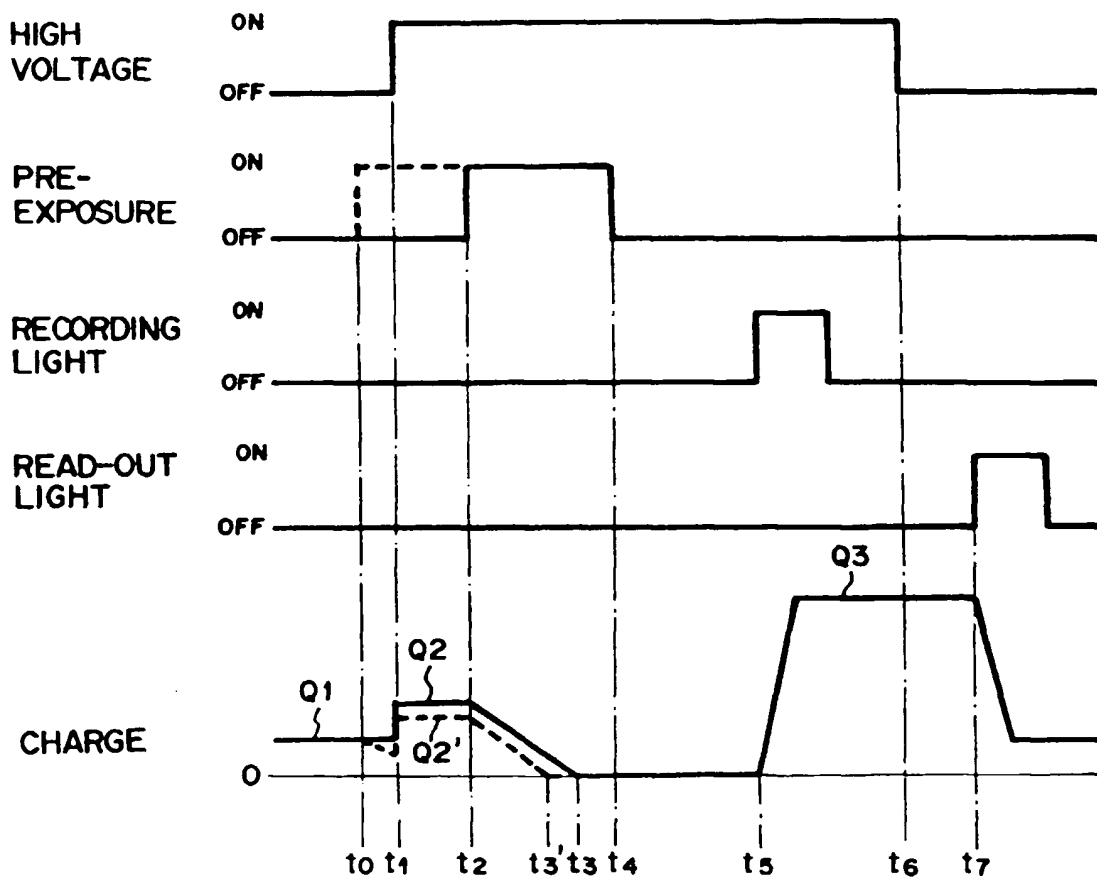 HIGH
VOLTAGE
ON
OFF
PRE-
EXPOSURE
ON
OFF
RECORDING
LIGHT
ON
OFF
READ-OUT
LIGHT
ON
OFF
CHARGE
Q1
Q2
Q2'
Q3
0
t0 t1 t2 t3' t3 t4 t5 t6 t7